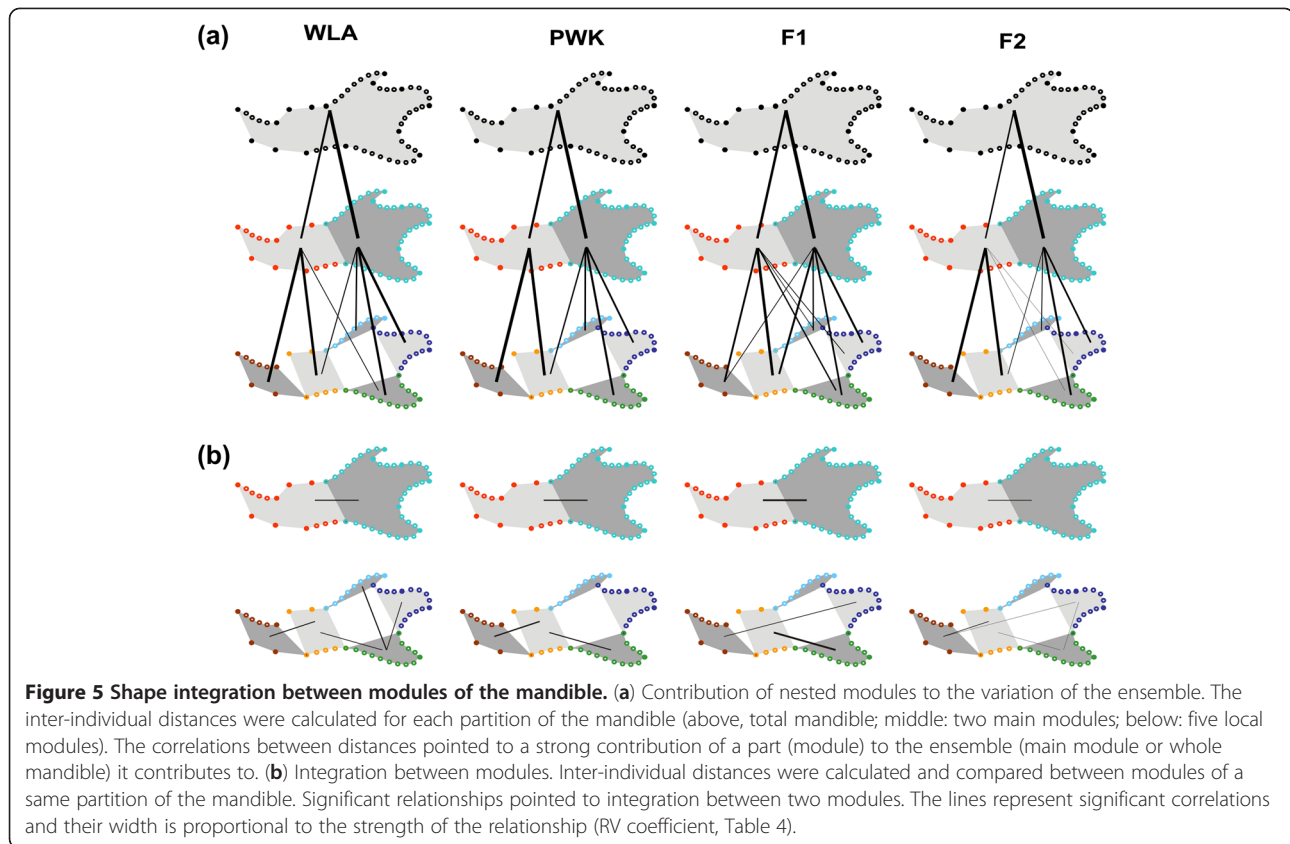 (a) WLA PWK F1 F2
(b)
Figure 5 Shape integration between modules of the mandible. (a) Contribution of nested modules to the variation of the ensemble. The
inter-individual distances were calculated for each partition of the mandible (above, total mandible; middle: two main modules; below: five local
modules). The correlations between distances pointed to a strong contribution of a part (module) to the ensemble (main module or whole
mandible) it contributes to. (b) Integration between modules. Inter-individual distances were calculated and compared between modules of a
same partition of the mandible. Significant relationships pointed to integration between two modules. The lines represent significant correlations
and their width is proportional to the strength of the relationship (RV coefficient, Table 4).